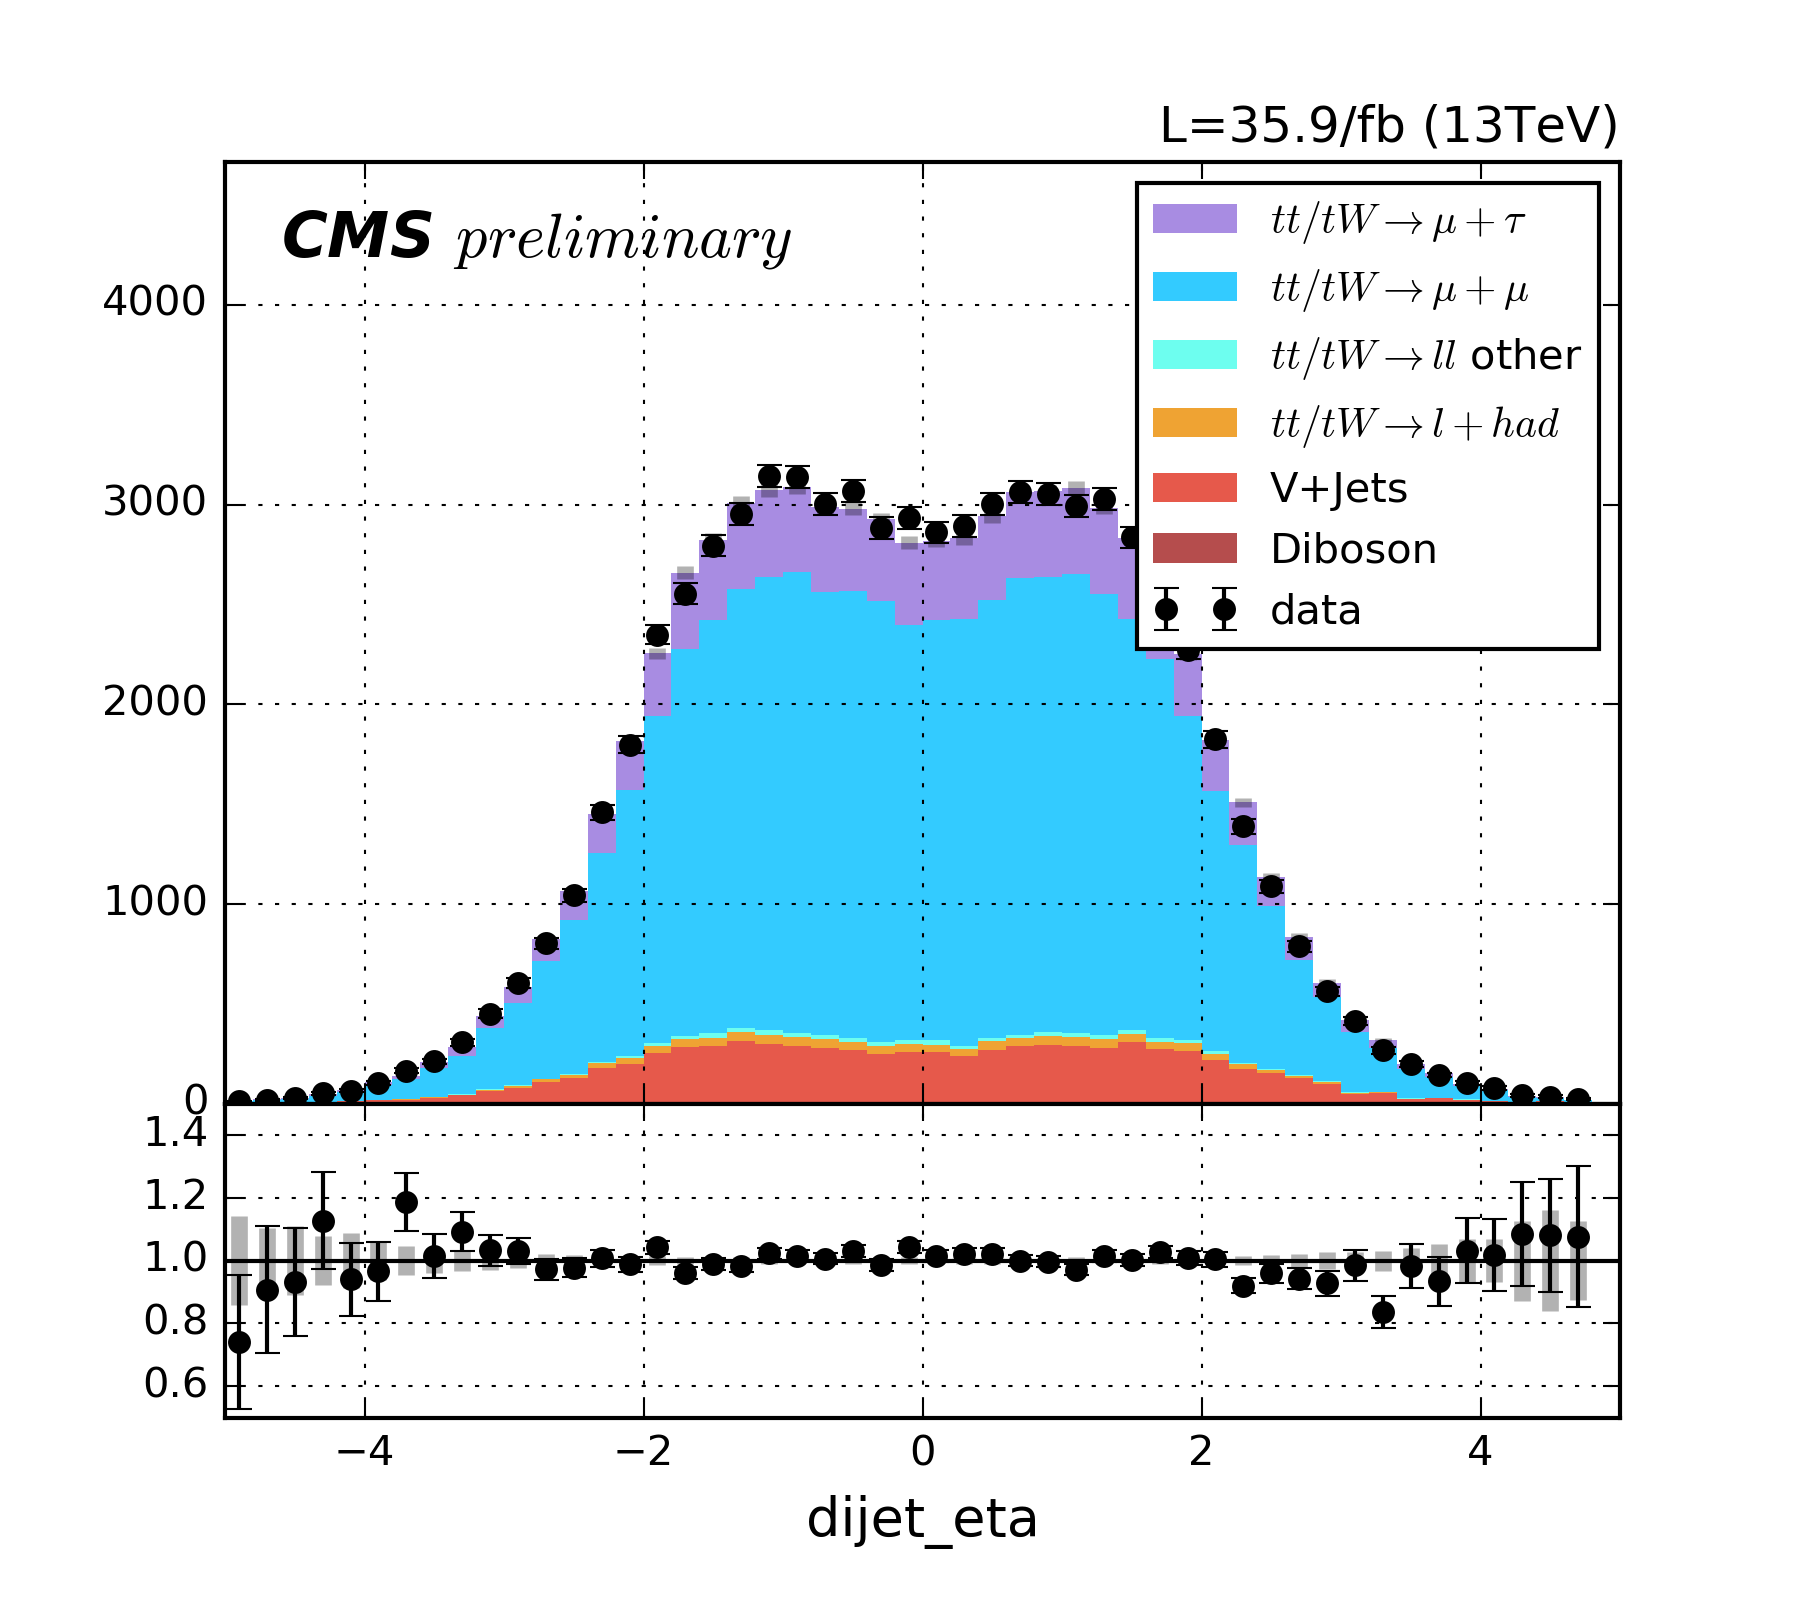 L=35.9/fb (13TeV)
CMS preliminary
tt/tW→μ+τ
tt/tW→μ+μ
tt/tW→ll other
tt/tW→l+had
V+Jets
Diboson
data
4000
3000
2000
1000
0
1.4
1.2
1.0
0.8
0.6
−4 −2 0 2 4
dijet_eta